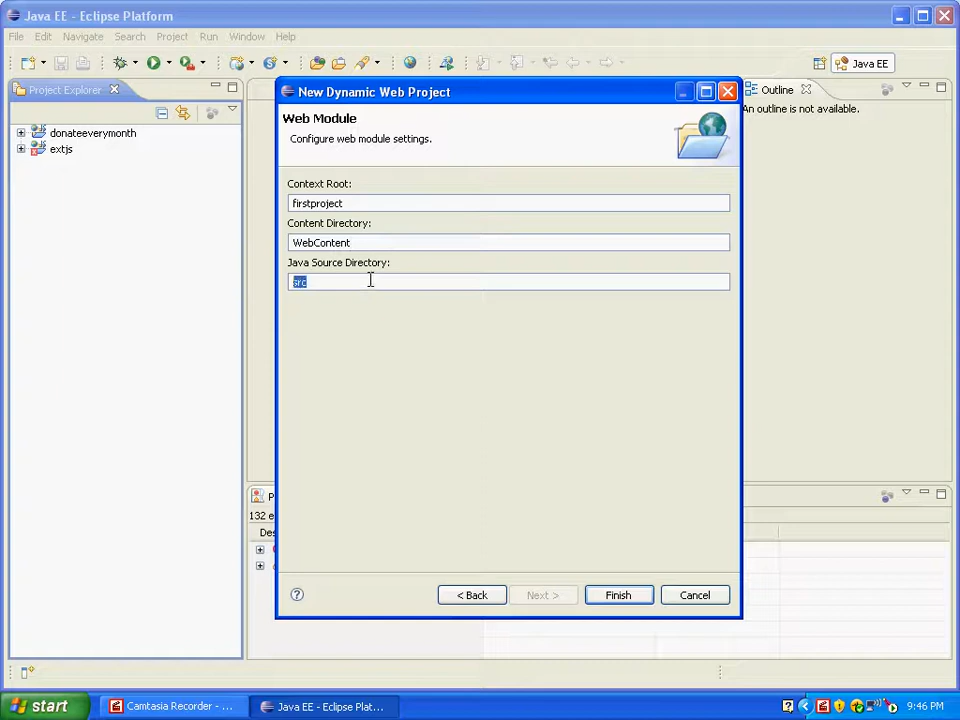 Java EE - Eclipse Platform
File Edit Navigate Search Project Run Window Help
Java EE
Project Explorer
donateeverymonth
extjs
New Dynamic Web Project
Web Module
Configure web module settings.
Context Root:
firstproject
Content Directory:
WebContent
Java Source Directory:
src
< Back
Next >
Finish
Cancel
Outline
An outline is not available.
P
132 e
Des
start
Camtasia Recorder - ...
Java EE - Eclipse Plat...
9:46 PM